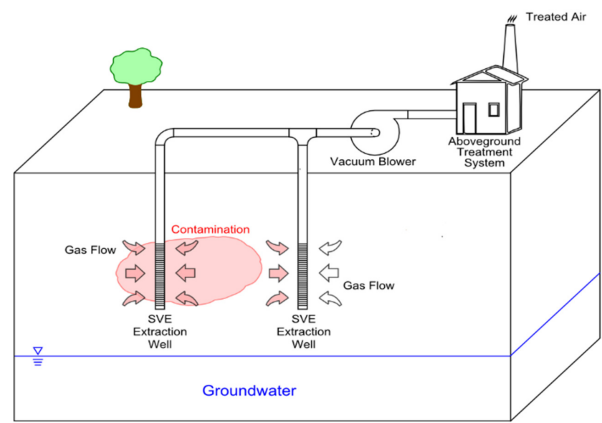 Treated Air
Aboveground
Treatment
System
Vacuum Blower
Contamination
Gas Flow
Gas Flow
SVE
Extraction
Well
SVE
Extraction
Well
Groundwater